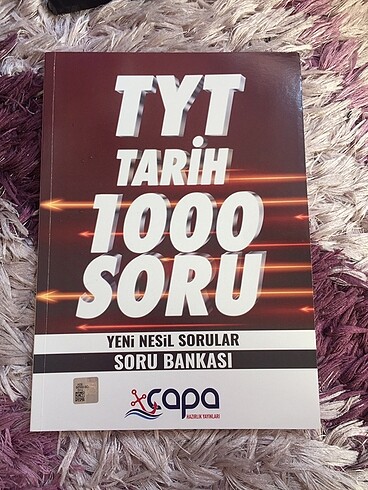 TYT
TARİH
1000
SORU
YENİ NESİL SORULAR
SORU BANKASI
çapa
HAZIRLIK YAYINLARI